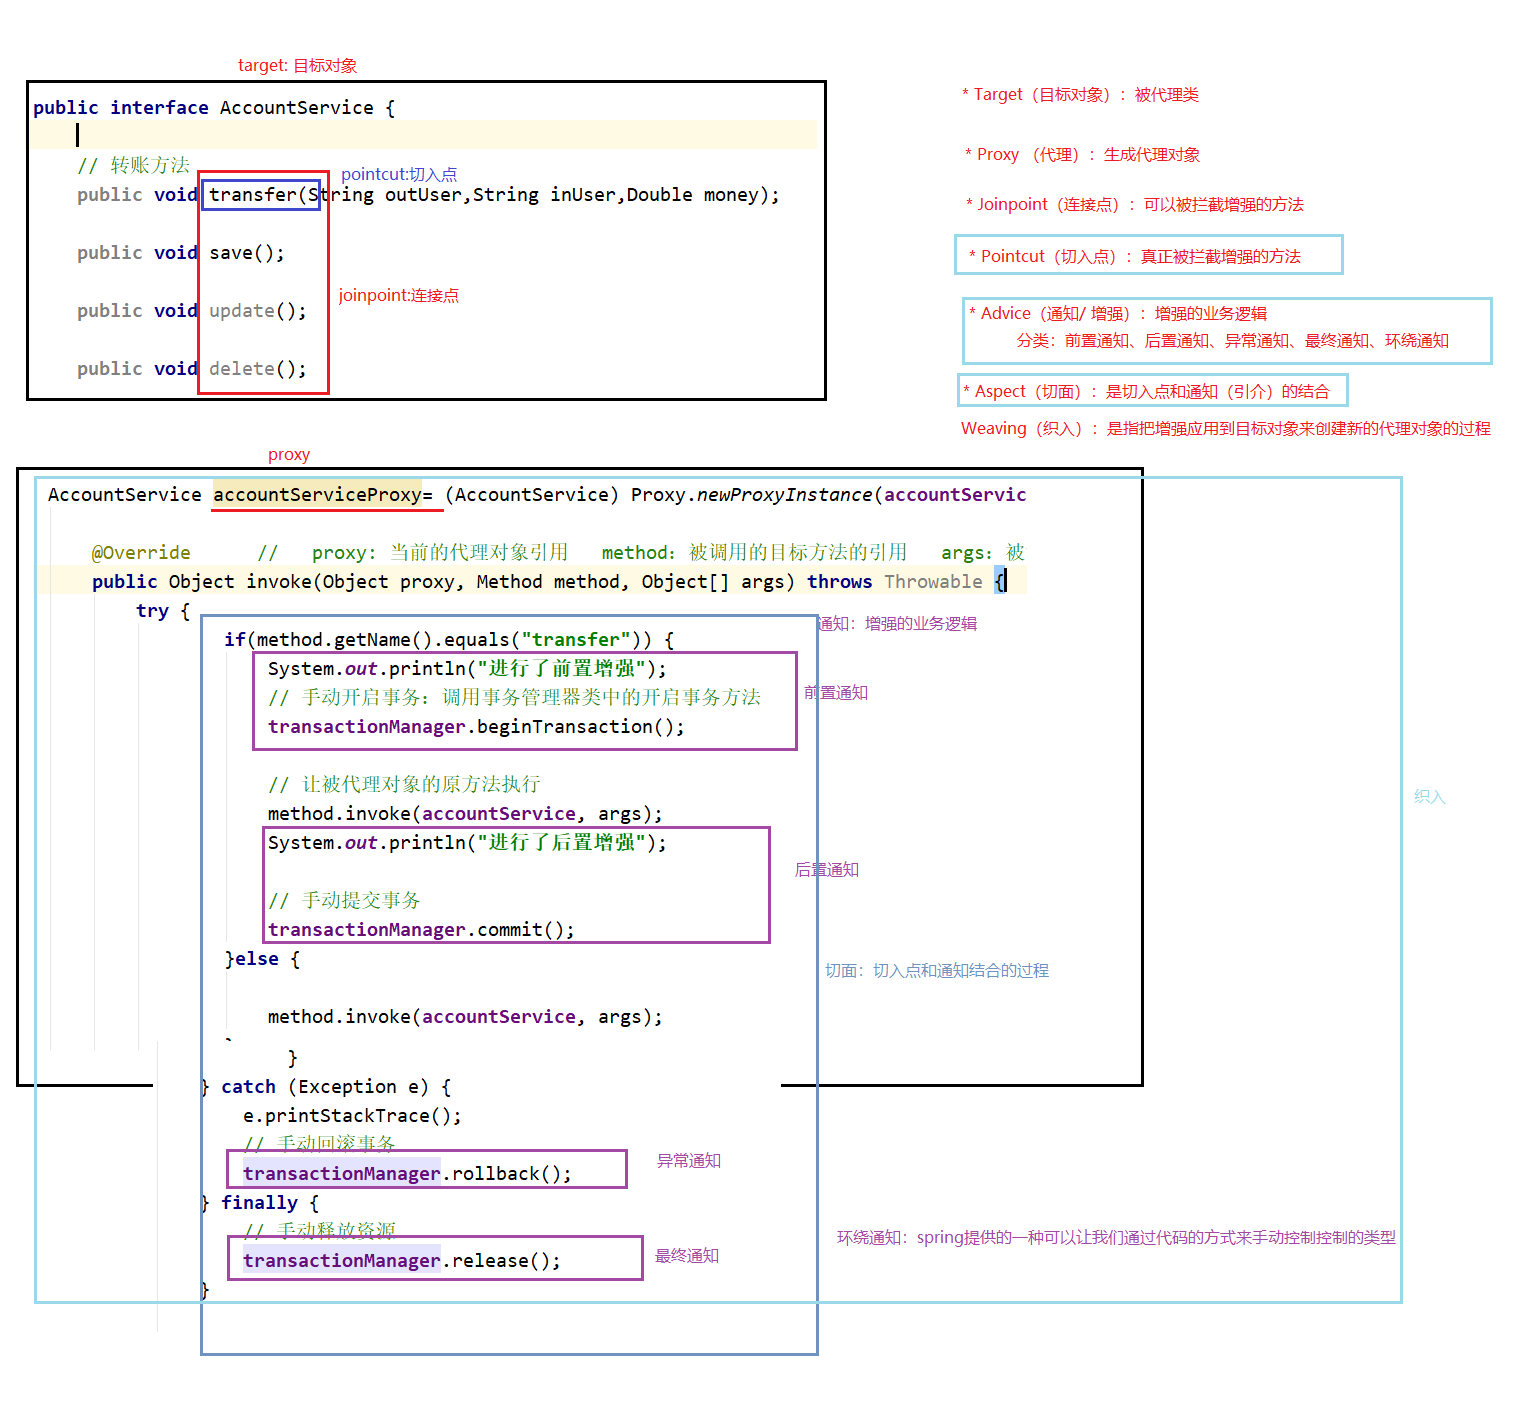 target: 目标对象
public interface AccountService {
// 转账方法
pointcut:切入点
public void transfer(String outUser,String inUser,Double money);
public void save();
joinpoint:连接点
public void update();
public void delete();
* Target（目标对象）：被代理类
* Proxy （代理）：生成代理对象
* Joinpoint（连接点）：可以被拦截增强的方法
* Pointcut（切入点）：真正被拦截增强的方法
* Advice（通知/ 增强）：增强的业务逻辑
分类：前置通知、后置通知、异常通知、最终通知、环绕通知
* Aspect（切面）：是切入点和通知（引介）的结合
Weaving（织入）：是指把增强应用到目标对象来创建新的代理对象的过程
proxy
AccountService accountServiceProxy= (AccountService) Proxy.newProxyInstance(accountServic
@Override // proxy: 当前的代理对象引用 method：被调用的目标方法的引用 args：被
public Object invoke(Object proxy, Method method, Object[] args) throws Throwable {
try {
通知：增强的业务逻辑
if(method.getName().equals("transfer")) {
System.out.println("进行了前置增强");
前置通知
// 手动开启事务：调用事务管理器类中的开启事务方法
transactionManager.beginTransaction();
// 让被代理对象的原方法执行
织入
method.invoke(accountService, args);
System.out.println("进行了后置增强");
后置通知
// 手动提交事务
transactionManager.commit();
}else {
切面：切入点和通知结合的过程
method.invoke(accountService, args);
}
} catch (Exception e) {
e.printStackTrace();
// 手动回滚事务
异常通知
transactionManager.rollback();
} finally {
// 手动释放资源
环绕通知：spring提供的一种可以让我们通过代码的方式来手动控制控制的类型
最终通知
transactionManager.release();
}